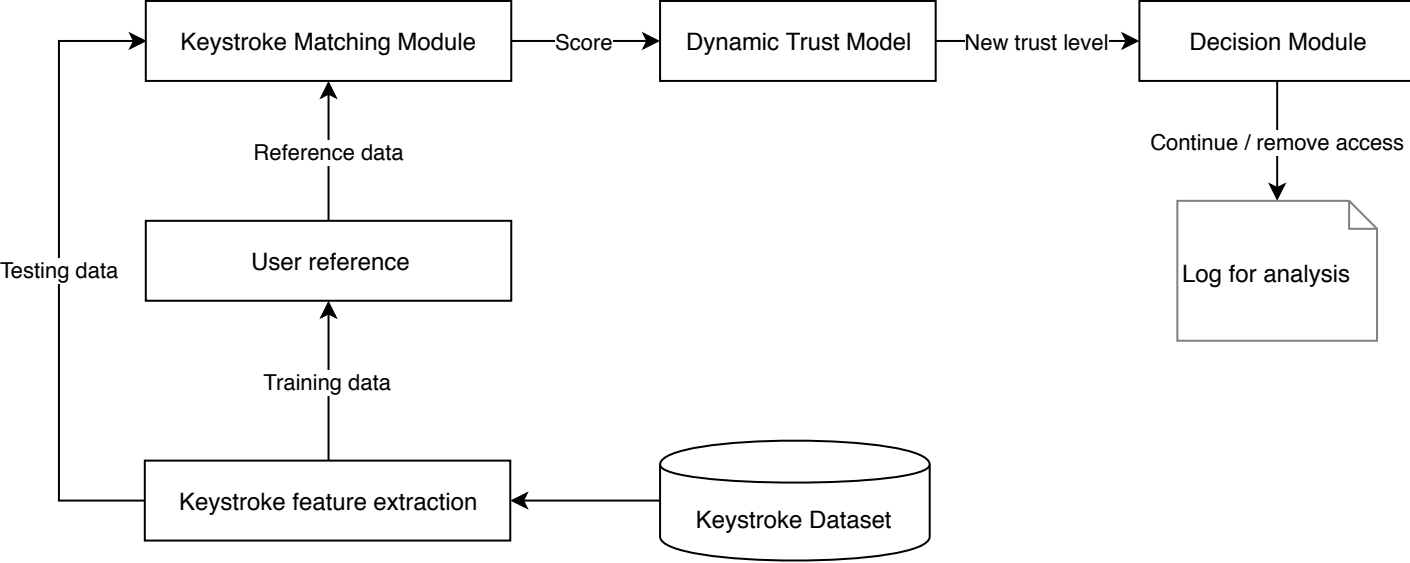 Keystroke Matching Module
Score
Dynamic Trust Model
New trust level
Decision Module
Reference data
Continue / remove access
User reference
Testing data
Log for analysis
Training data
Keystroke feature extraction
Keystroke Dataset